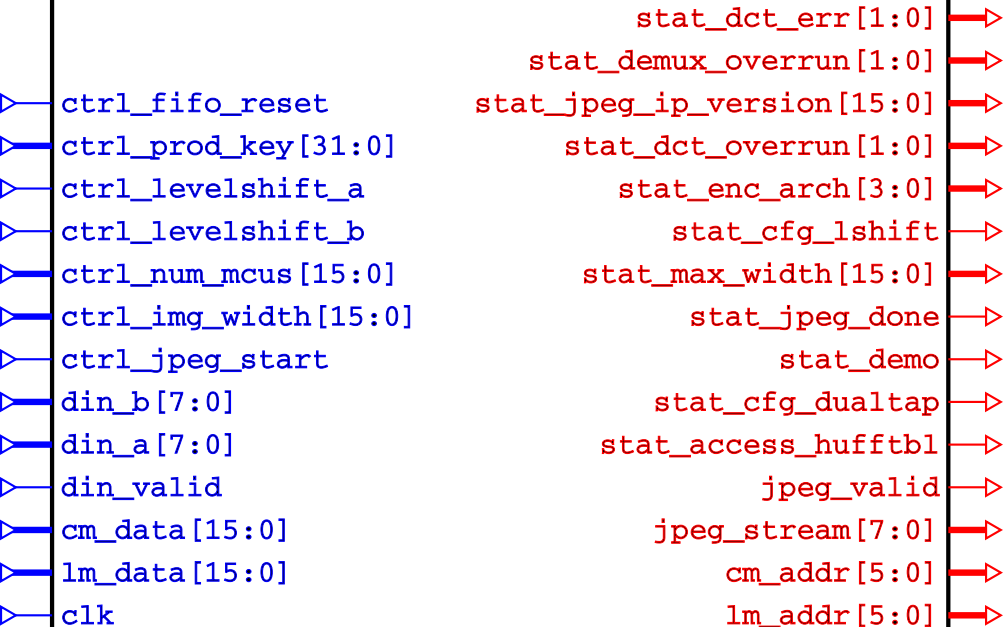 stat_dct_err[1:0]
stat_demux_overrun[1:0]
ctrl_fifo_reset
stat_jpeg_ip_version[15:0]
ctrl_prod_key[31:0]
stat_dct_overrun[1:0]
ctrl_levelshift_a
stat_enc_arch[3:0]
ctrl_levelshift_b
stat_cfg_lshift
ctrl_num_mcus[15:0]
stat_max_width[15:0]
ctrl_img_width[15:0]
stat_jpeg_done
ctrl_jpeg_start
stat_demo
din_b[7:0]
stat_cfg_dualtap
din_a[7:0]
stat_access_hufftbl
din_valid
jpeg_valid
cm_data[15:0]
jpeg_stream[7:0]
lm_data[15:0]
cm_addr[5:0]
clk
lm_addr[5:0]